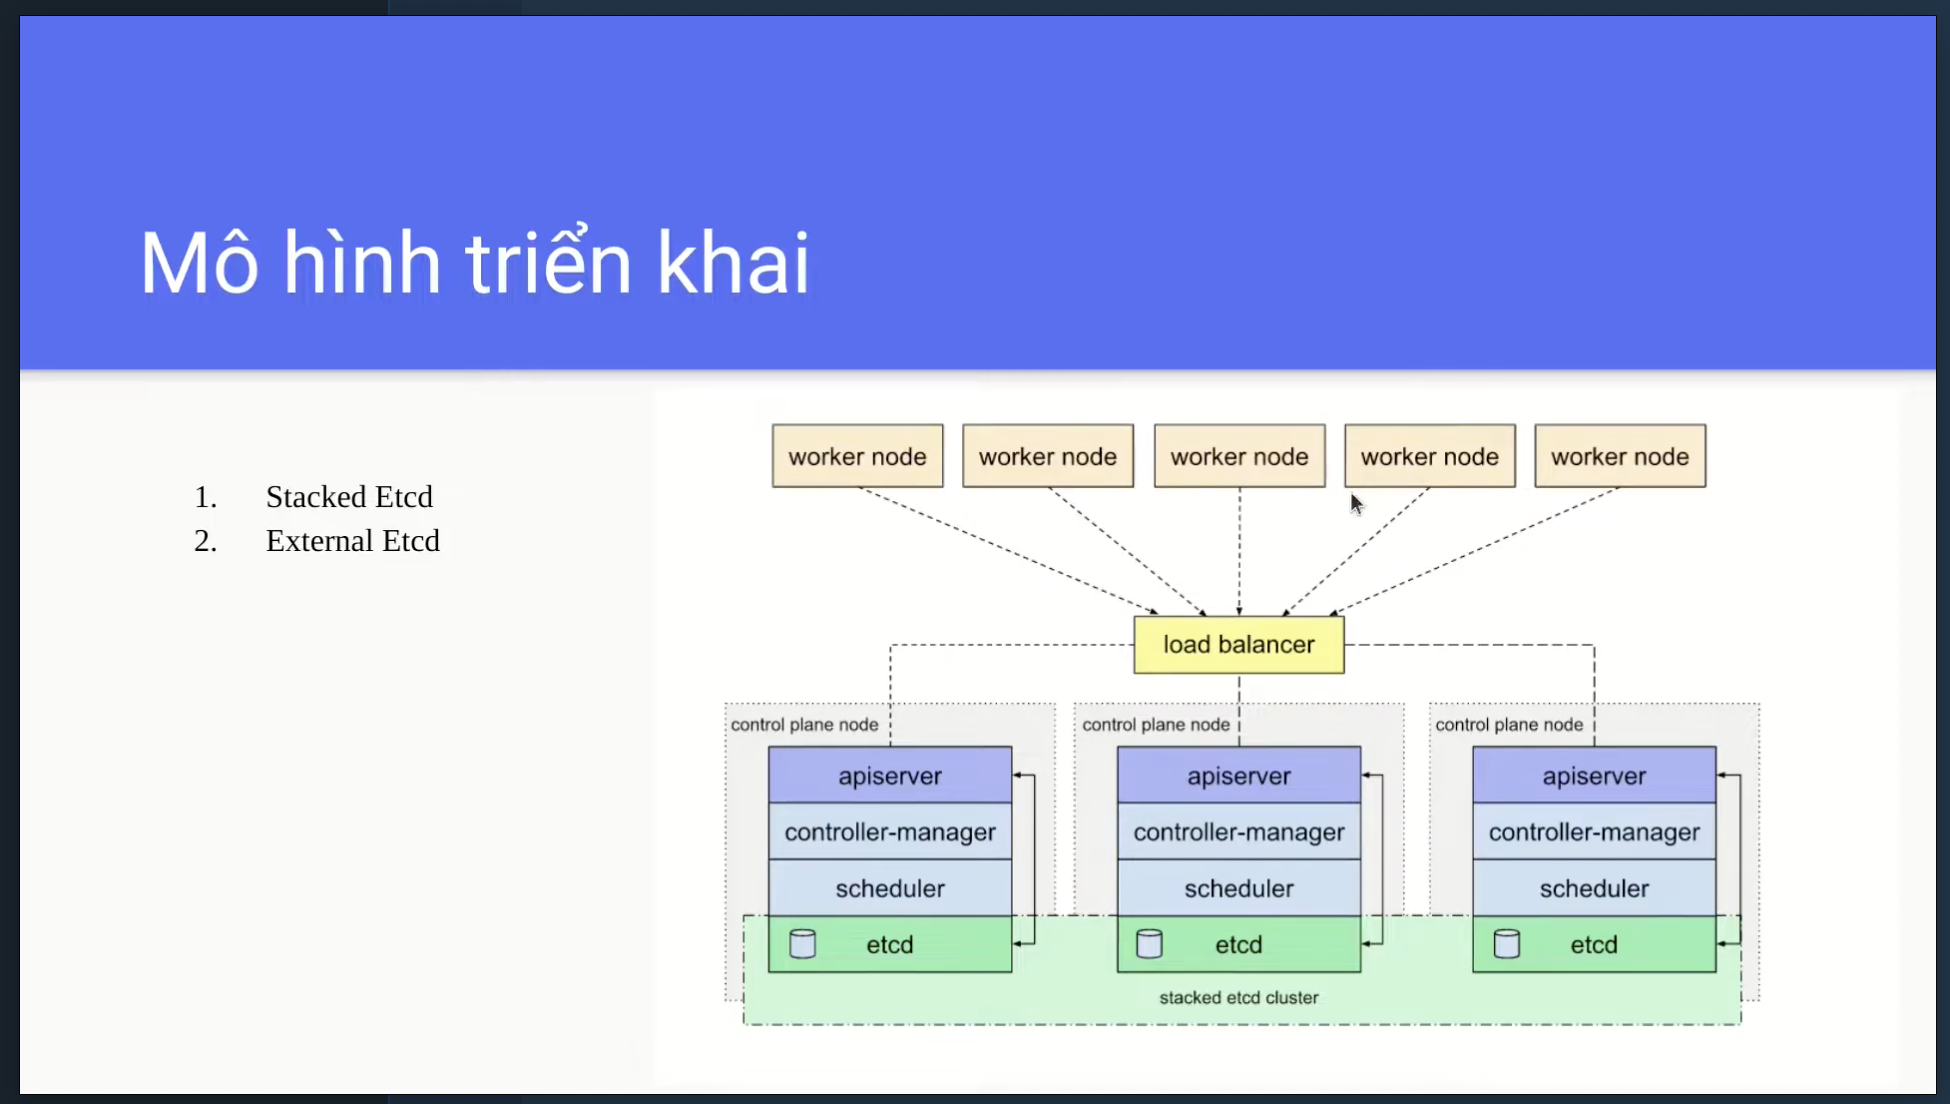 Mô hình triển khai
1. Stacked Etcd
2. External Etcd
worker node worker node worker node worker node worker node
load balancer
control plane node control plane node control plane node
apiserver apiserver apiserver
controller-manager controller-manager controller-manager
scheduler scheduler scheduler
etcd etcd etcd
stacked etcd cluster